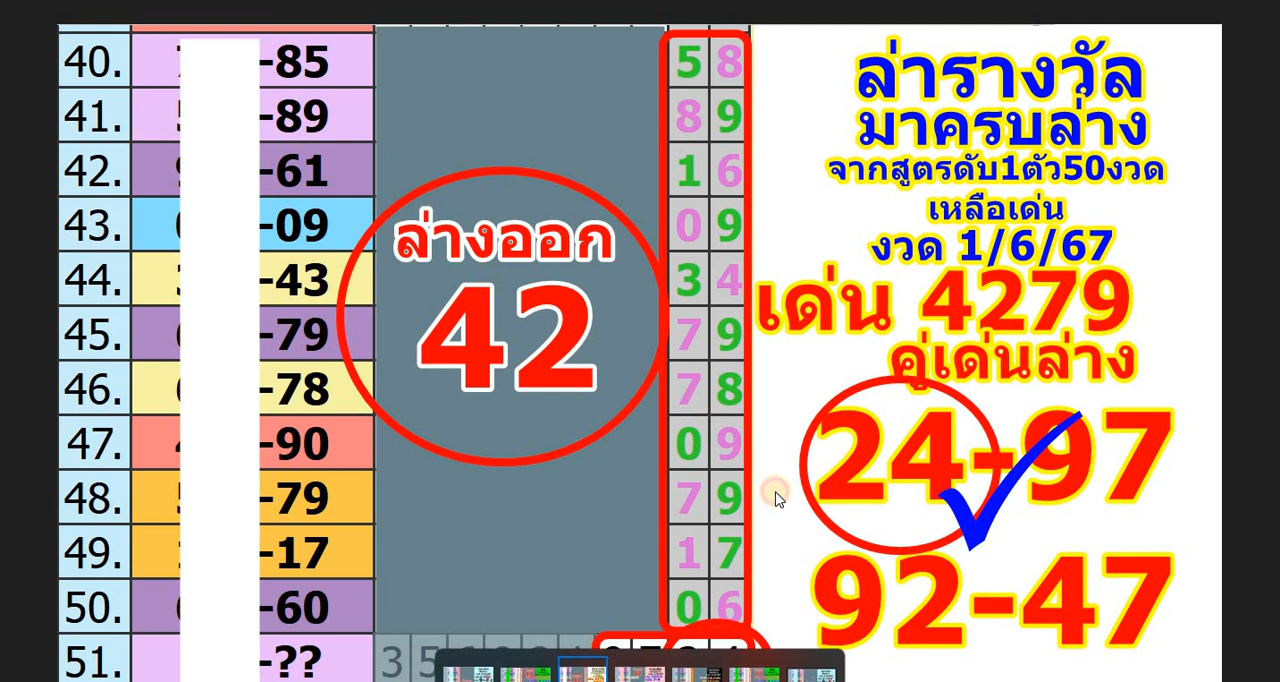 40. -85 5 8
41. -89 8 9
42. -61 1 6
43. -09 0 9
44. -43 3 4
45. -79 7 9
46. -78 7 8
47. -90 0 9
48. -79 7 9
49. -17 1 7
50. -60 0 6
51. -?? 3 5
ล่างออก
42
ล่ารางวัล
มาครบล่าง
จากสูตรดับ1ตัว50งวด
เหลือเด่น
งวด 1/6/67
เด่น 4279
คู่เด่นล่าง
24-97
92-47